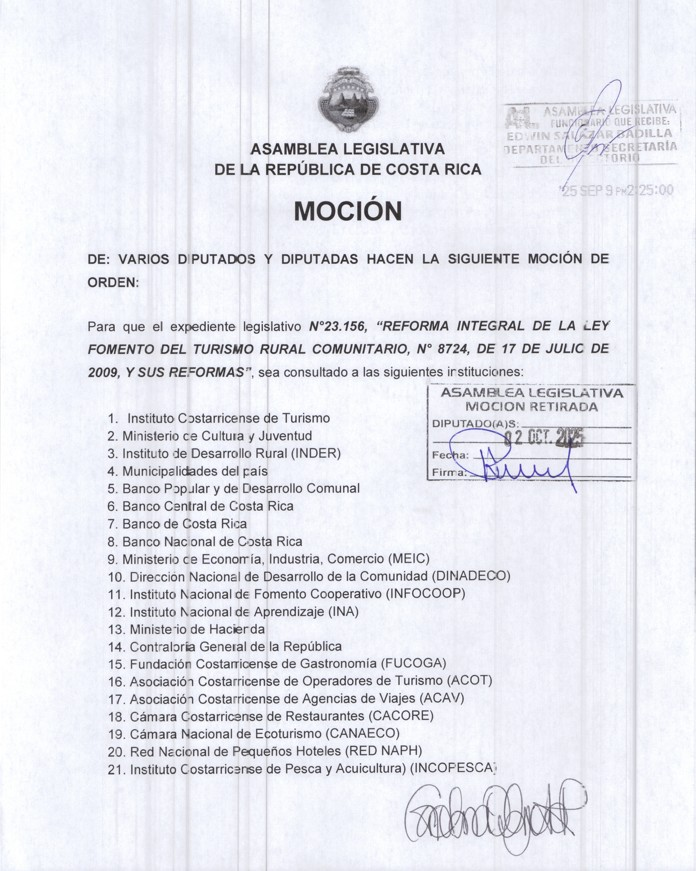 ASAMBLEA LEGISLATIVA
FUNCIONARIO QUE RECIBE:
EDWIN SALAZAR BADILLA
DEPARTAMENTO SECRETARÍA
DEL DIRECTORIO
'25 SEP 9 PM2:25:00
ASAMBLEA LEGISLATIVA
DE LA REPÚBLICA DE COSTA RICA
MOCIÓN
DE: VARIOS DIPUTADOS Y DIPUTADAS HACEN LA SIGUIENTE MOCIÓN DE
ORDEN:
Para que el expediente legislativo N°23.156, “REFORMA INTEGRAL DE LA LEY
FOMENTO DEL TURISMO RURAL COMUNITARIO, N° 8724, DE 17 DE JULIO DE
2009, Y SUS REFORMAS”, sea consultado a las siguientes instituciones:
ASAMBLEA LEGISLATIVA
MOCION RETIRADA
DIPUTADO(A)S:
02 OCT. 2025
Fecha:
Firma:
1. Instituto Costarricense de Turismo
2. Ministerio de Cultura y Juventud
3. Instituto de Desarrollo Rural (INDER)
4. Municipalidades del país
5. Banco Popular y de Desarrollo Comunal
6. Banco Central de Costa Rica
7. Banco de Costa Rica
8. Banco Nacional de Costa Rica
9. Ministerio de Economía, Industria, Comercio (MEIC)
10. Dirección Nacional de Desarrollo de la Comunidad (DINADECO)
11. Instituto Nacional de Fomento Cooperativo (INFOCOOP)
12. Instituto Nacional de Aprendizaje (INA)
13. Ministerio de Hacienda
14. Contraloría General de la República
15. Fundación Costarricense de Gastronomía (FUCOGA)
16. Asociación Costarricense de Operadores de Turismo (ACOT)
17. Asociación Costarricense de Agencias de Viajes (ACAV)
18. Cámara Costarricense de Restaurantes (CACORE)
19. Cámara Nacional de Ecoturismo (CANAECO)
20. Red Nacional de Pequeños Hoteles (RED NAPH)
21. Instituto Costarricense de Pesca y Acuicultura) (INCOPESCA)